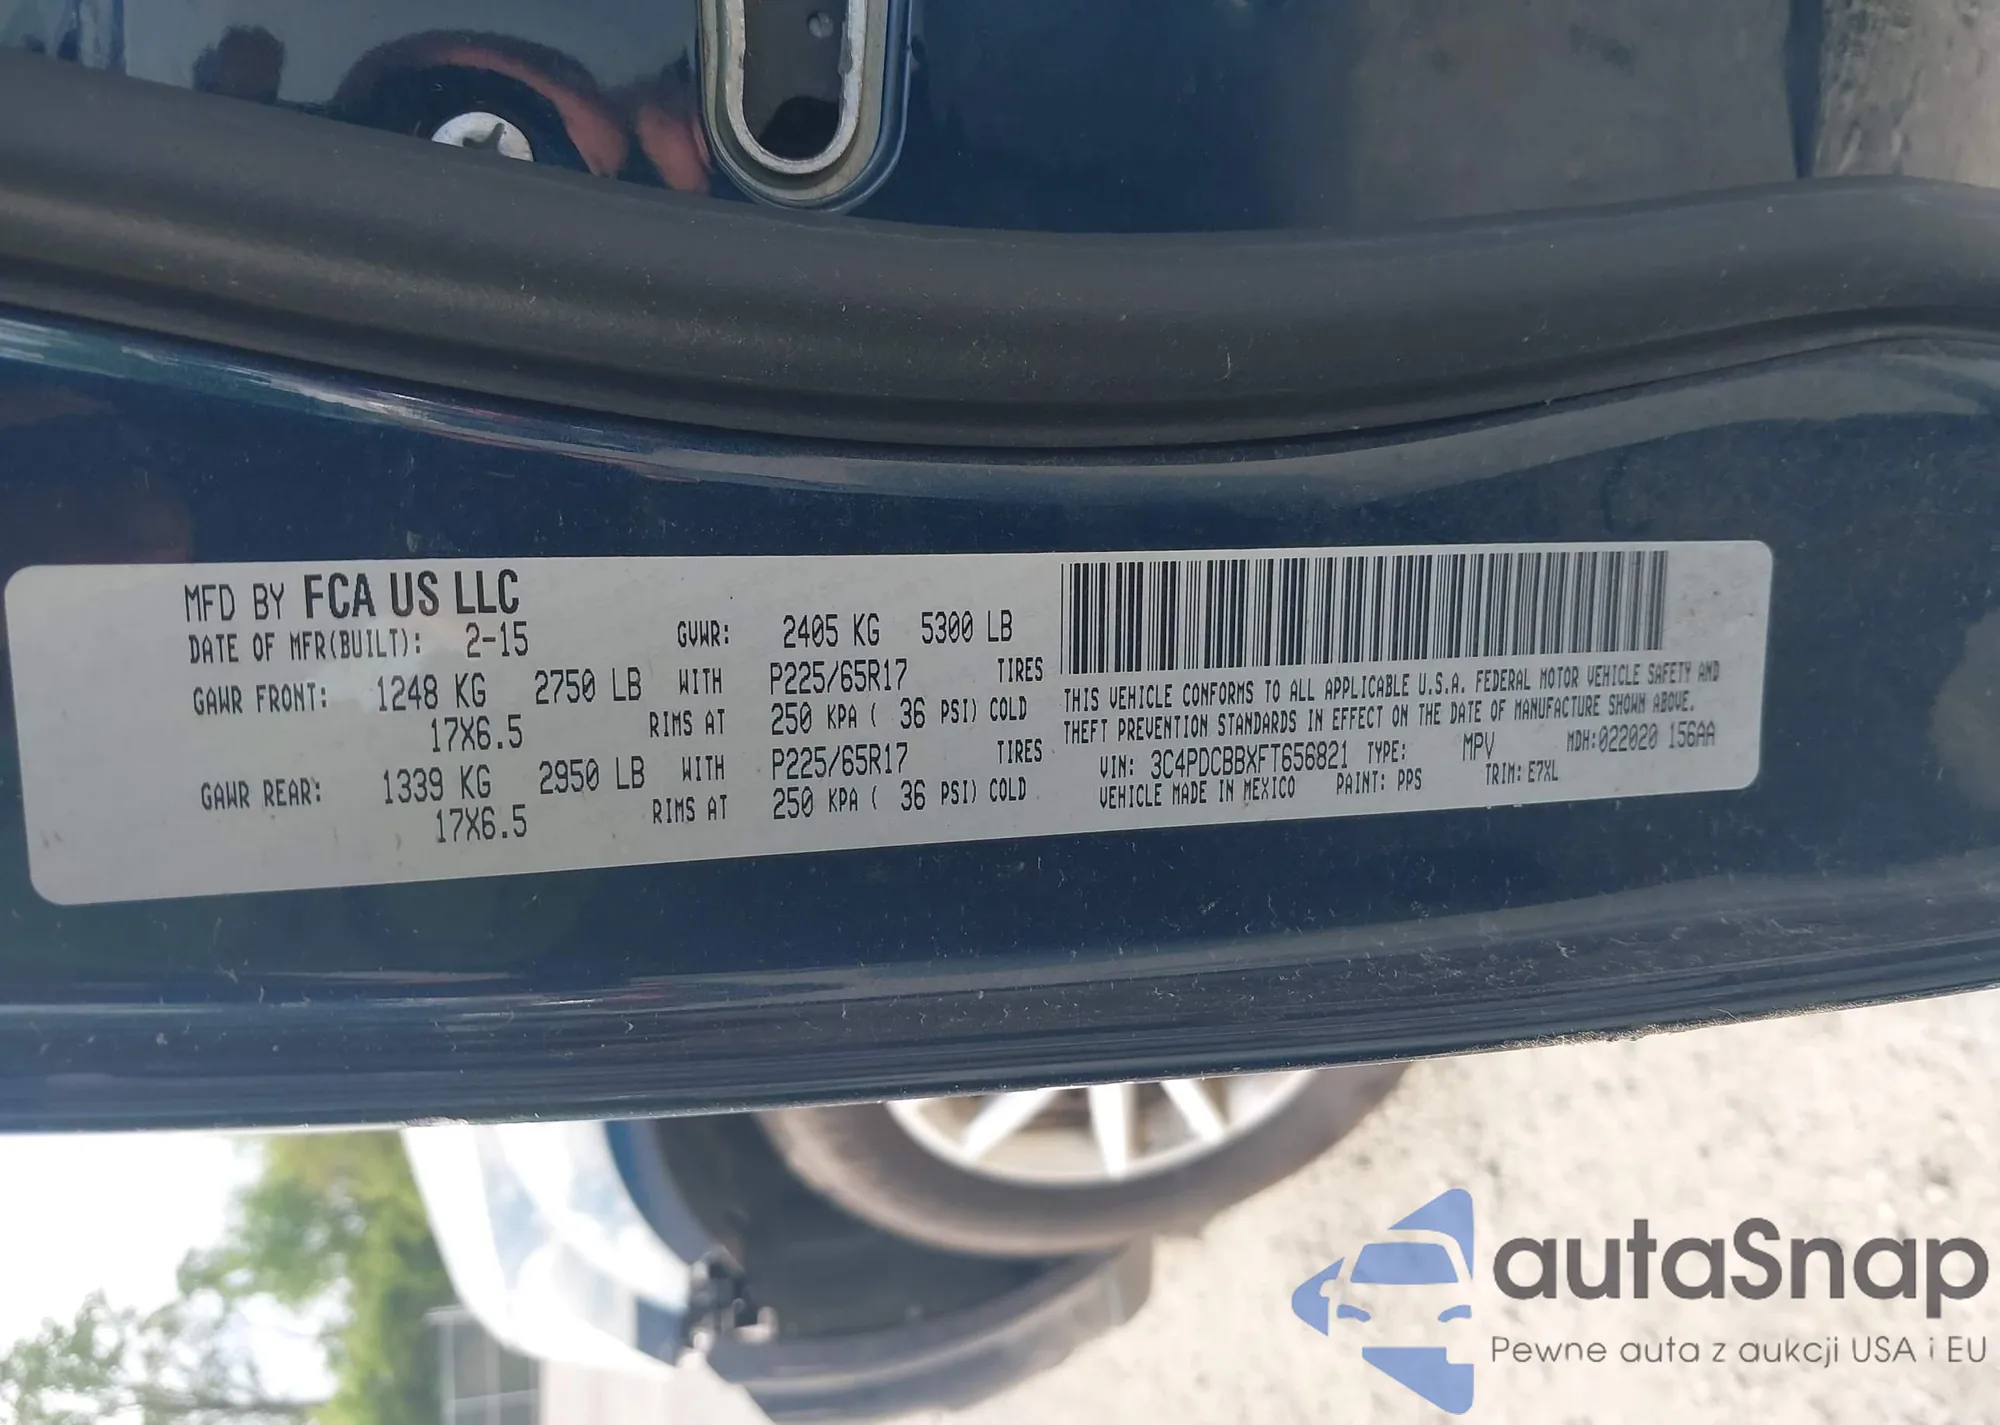 MFD BY FCA US LLC
DATE OF MFR(BUILT): 2-15 GVWR: 2405 KG 5300 LB
GAWR FRONT: 1248 KG 2750 LB WITH P225/65R17 TIRES
17X6.5 RIMS AT 250 KPA ( 36 PSI) COLD
GAWR REAR: 1339 KG 2950 LB WITH P225/65R17 TIRES
17X6.5 RIMS AT 250 KPA ( 36 PSI) COLD
THIS VEHICLE CONFORMS TO ALL APPLICABLE U.S.A. FEDERAL MOTOR VEHICLE SAFETY AND
THEFT PREVENTION STANDARDS IN EFFECT ON THE DATE OF MANUFACTURE SHOWN ABOVE.
VIN: 3C4PDCBBXFT656821 TYPE: MPV MDH:022020 156AA
VEHICLE MADE IN MEXICO PAINT: PPS TRIM: E7XL
autaSnap
Pewne auta z aukcji USA i EU